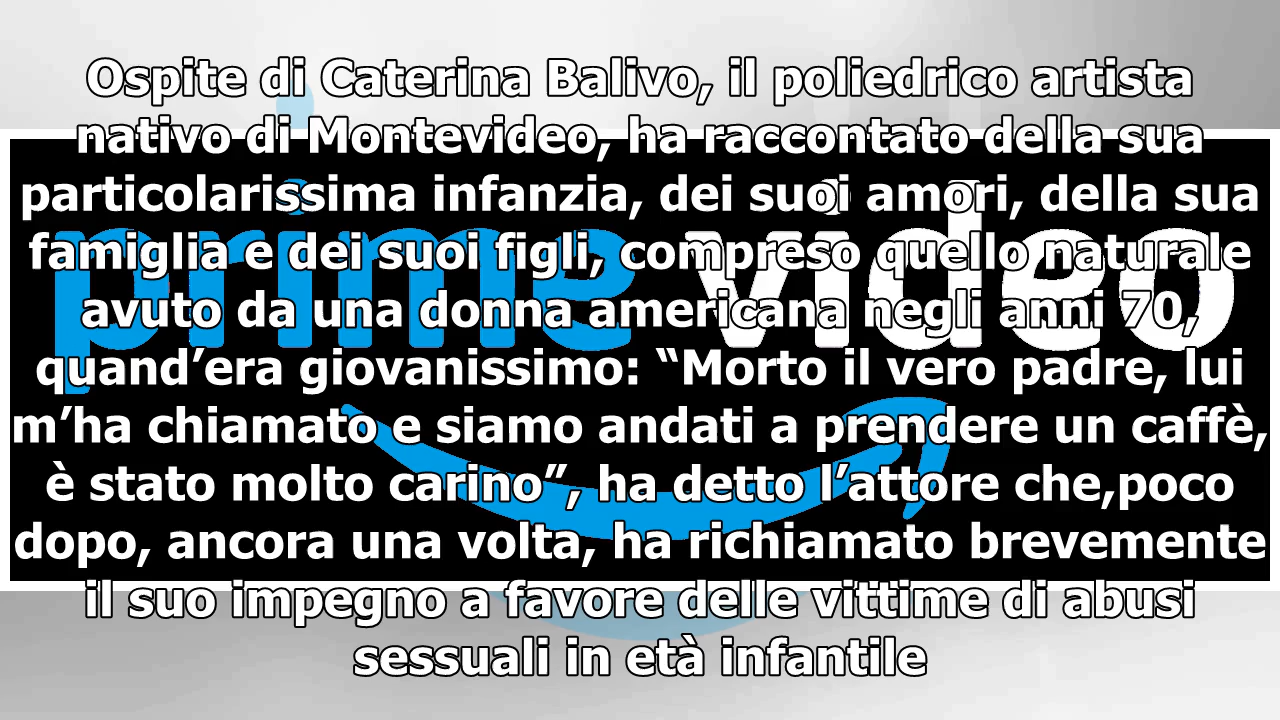 Ospite di Caterina Balivo, il poliedrico artista
nativo di Montevideo, ha raccontato della sua
particolarissima infanzia, dei suoi amori, della sua
famiglia e dei suoi figli, compreso quello naturale
avuto da una donna americana negli anni 70,
quand’era giovanissimo: “Morto il vero padre, lui
m’ha chiamato e siamo andati a prendere un caffè,
è stato molto carino”, ha detto l’attore che,poco
dopo, ancora una volta, ha richiamato brevemente
il suo impegno a favore delle vittime di abusi
sessuali in età infantile
prime video